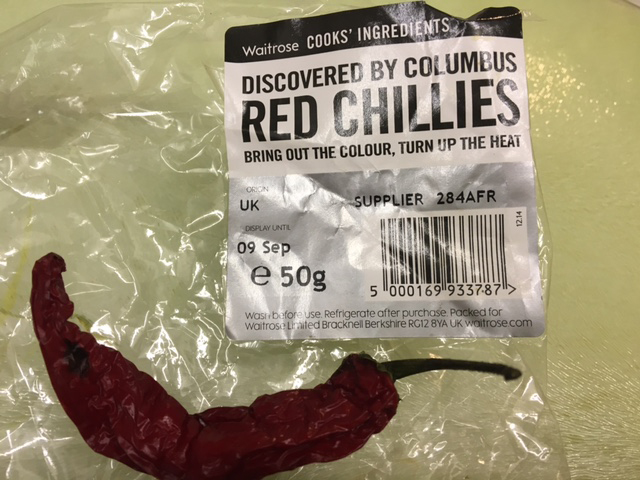 Waitrose COOKS' INGREDIENTS
DISCOVERED BY COLUMBUS
RED CHILLIES
BRING OUT THE COLOUR, TURN UP THE HEAT
ORIGIN
UK SUPPLIER 284AFR
DISPLAY UNTIL
09 Sep
e 50g
12.14
5 000169 933787 >
Wash before use. Refrigerate after purchase. Packed for
Waitrose Limited Bracknell Berkshire RG12 8YA UK waitrose.com